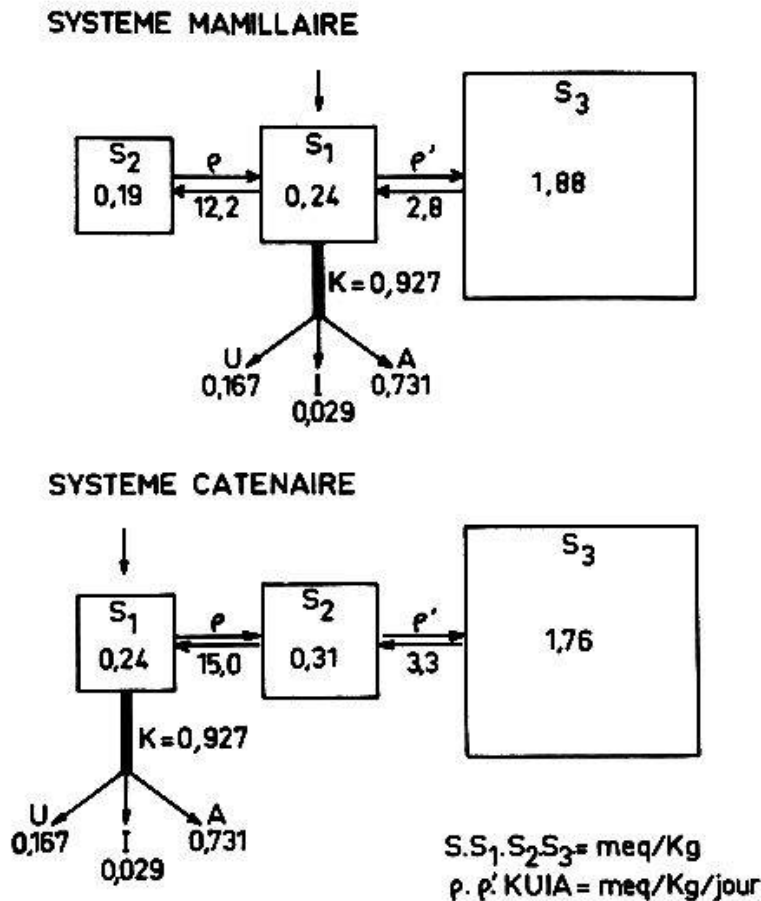 SYSTEME MAMILLAIRE
S2 ρ S1 ρ' S3
0,19 12,2 0,24 2,8 1,88
K=0,927
U I A
0,167 0,029 0,731
SYSTEME CATENAIRE
S1 ρ S2 ρ' S3
0,24 15,0 0,31 3,3 1,76
K=0,927
U I A
0,167 0,029 0,731
S.S1.S2.S3= meq/Kg
ρ. ρ'. KUIA = meq/Kg/jour